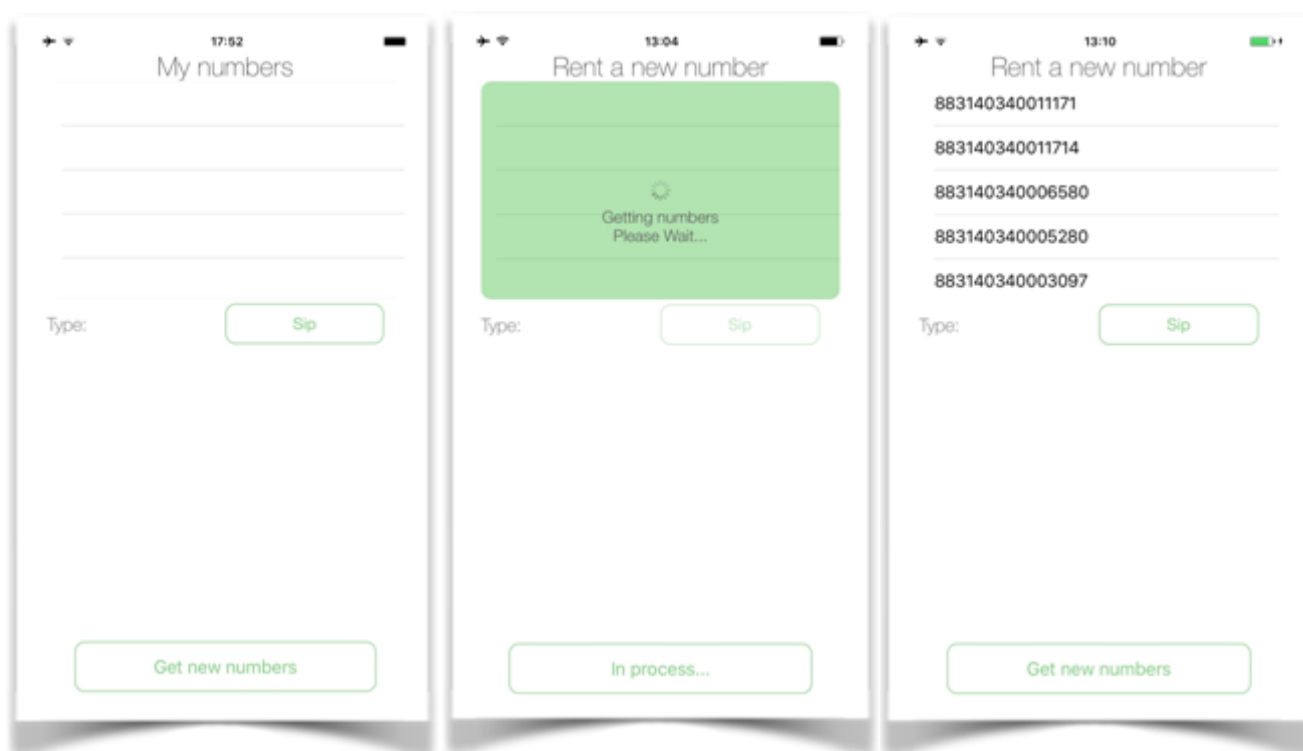 17:52
My numbers
Type:
Sip
Get new numbers
13:04
Rent a new number
Getting numbers
Please Wait...
Type:
Sip
In process...
13:10
Rent a new number
883140340011171
883140340011714
883140340006580
883140340005280
883140340003097
Type:
Sip
Get new numbers